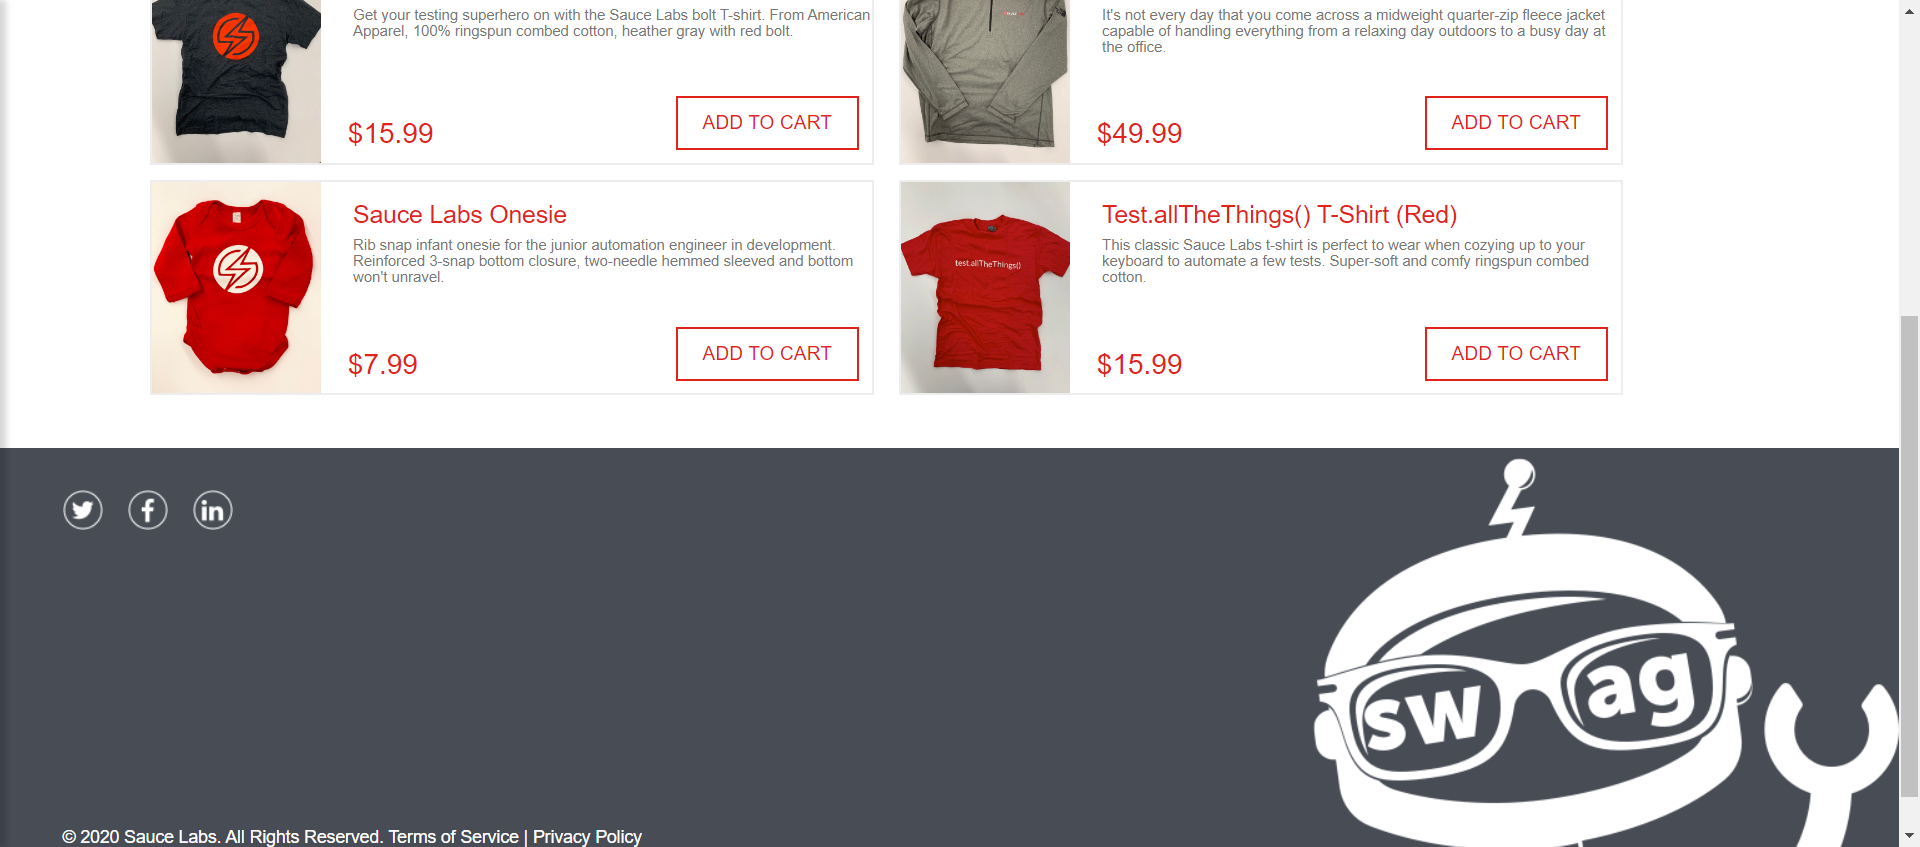 Get your testing superhero on with the Sauce Labs bolt T-shirt. From American
Apparel, 100% ringspun combed cotton, heather gray with red bolt.
$15.99
ADD TO CART
It's not every day that you come across a midweight quarter-zip fleece jacket
capable of handling everything from a relaxing day outdoors to a busy day at
the office.
$49.99
ADD TO CART
Sauce Labs Onesie
Rib snap infant onesie for the junior automation engineer in development.
Reinforced 3-snap bottom closure, two-needle hemmed sleeved and bottom
won't unravel.
$7.99
ADD TO CART
test.allTheThings()
Test.allTheThings() T-Shirt (Red)
This classic Sauce Labs t-shirt is perfect to wear when cozying up to your
keyboard to automate a few tests. Super-soft and comfy ringspun combed
cotton.
$15.99
ADD TO CART
sw ag
© 2020 Sauce Labs. All Rights Reserved. Terms of Service | Privacy Policy